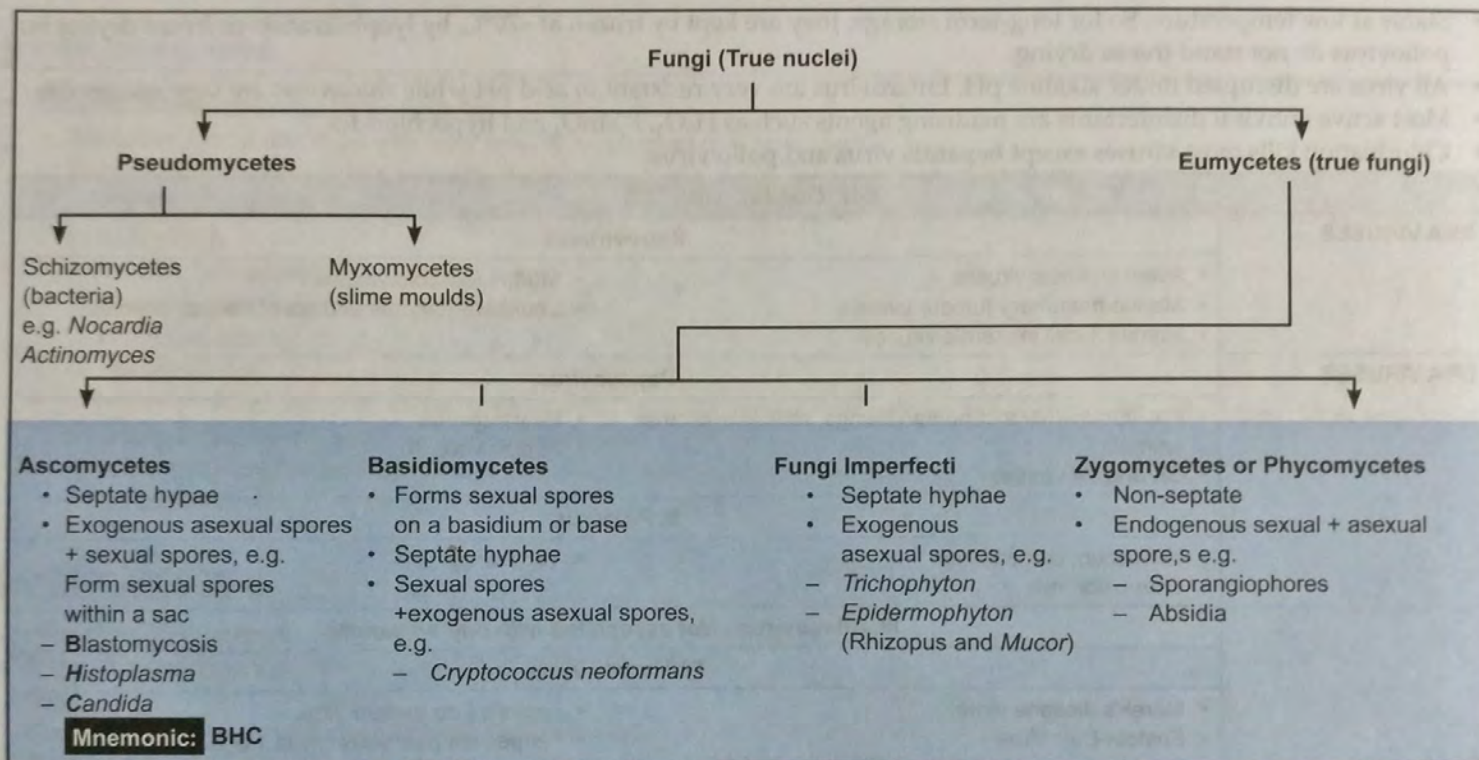 Fungi (True nuclei)
Pseudomycetes
Eumycetes (true fungi)
Schizomycetes
(bacteria)
e.g. Nocardia
Actinomyces
Myxomycetes
(slime moulds)
Ascomycetes
• Septate hypae
• Exogenous asexual spores
+ sexual spores, e.g.
Form sexual spores
within a sac
– Blastomycosis
– Histoplasma
– Candida
Mnemonic: BHC
Basidiomycetes
• Forms sexual spores
on a basidium or base
• Septate hyphae
• Sexual spores
+exogenous asexual spores,
e.g.
– Cryptococcus neoformans
Fungi Imperfecti
• Septate hyphae
• Exogenous
asexual spores, e.g.
– Trichophyton
– Epidermophyton
(Rhizopus and Mucor)
Zygomycetes or Phycomycetes
• Non-septate
• Endogenous sexual + asexual
spore,s e.g.
– Sporangiophores
– Absidia